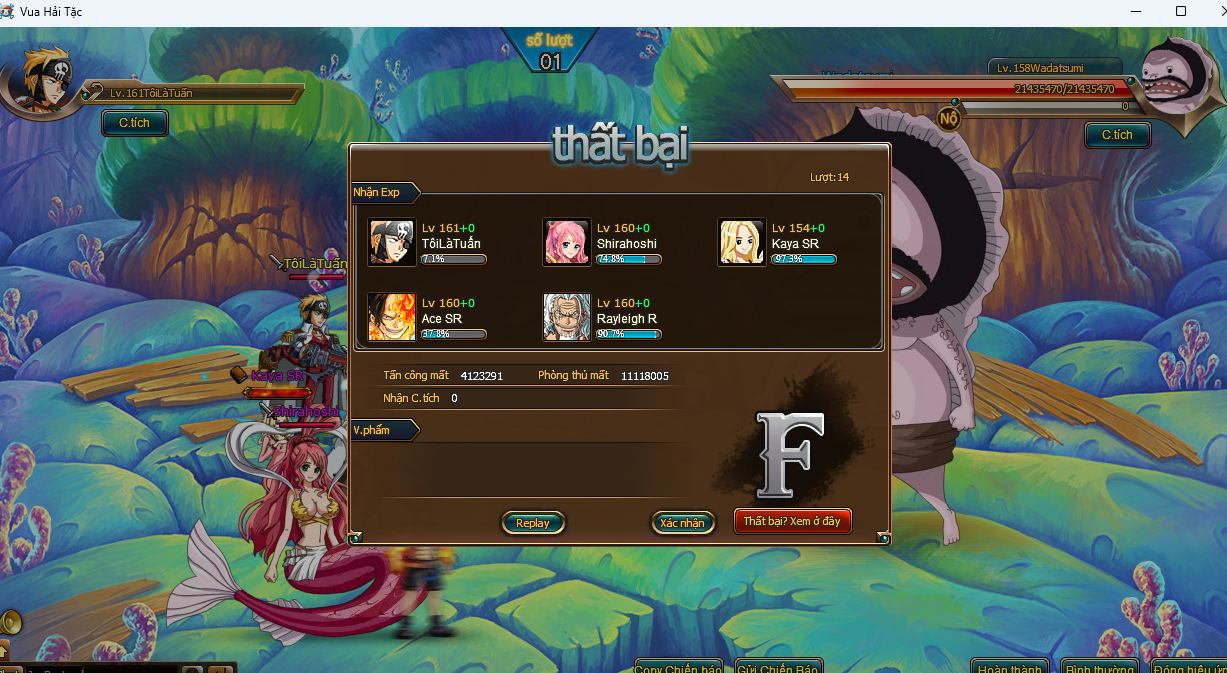 Vua Hải Tặc
số lượt
01
Lv.161TôiLàTuấn
C.tích
Lv.158Wadatsumi
21435470/21435470
0
Nộ
C.tích
thất bại
Lượt:14
Nhận Exp
Lv 161+0
TôiLàTuấn
7.1%
Lv 160+0
Shirahoshi
74.8%
Lv 154+0
Kaya SR
97.3%
Lv 160+0
Ace SR
37.8%
Lv 160+0
Rayleigh R
90.7%
TôiLàTuấn
Kaya SR
Shirahoshi
Tấn công mất 4123291 Phòng thủ mất 11118005
Nhận C.tích 0
V.phẩm
F
Replay
Xác nhận
Thất bại? Xem ở đây
Copy Chiến báo
Gửi Chiến Báo
Hoàn thành
Bình thường
Đóng hiệu ứn